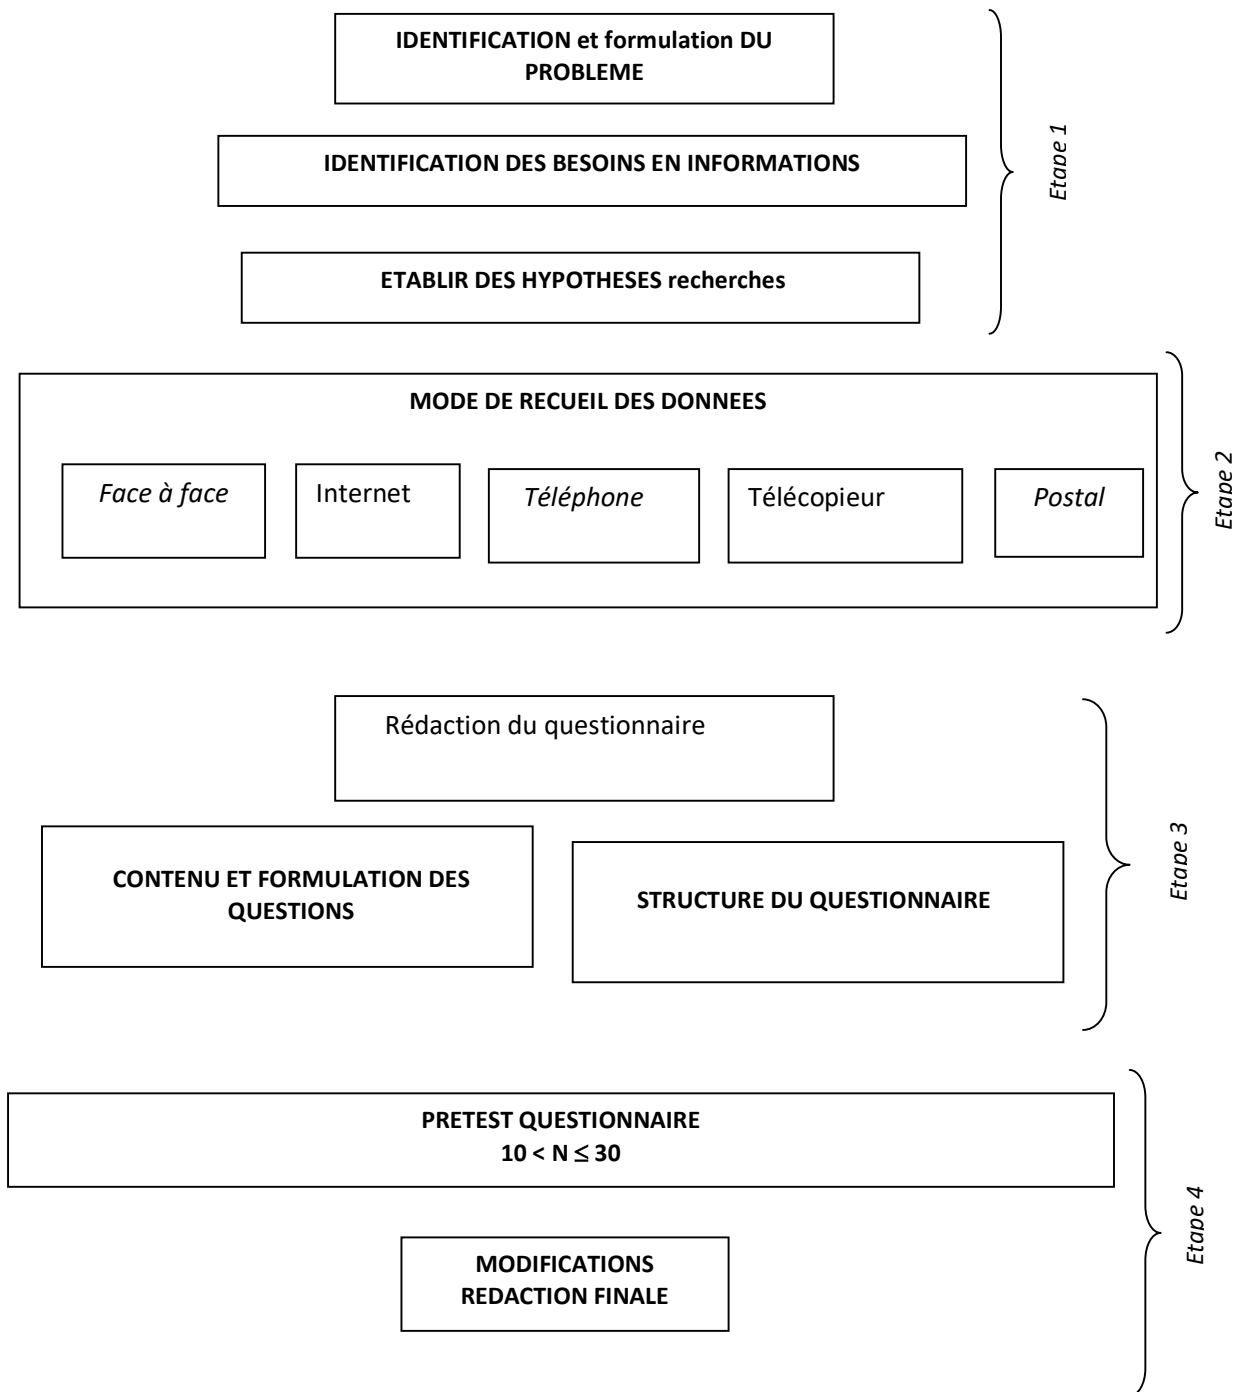 IDENTIFICATION et formulation DU
PROBLEME
IDENTIFICATION DES BESOINS EN INFORMATIONS
ETABLIR DES HYPOTHESES recherches
Etape 1
MODE DE RECUEIL DES DONNEES
Face à face
Internet
Téléphone
Télécopieur
Postal
Etape 2
Rédaction du questionnaire
CONTENU ET FORMULATION DES
QUESTIONS
STRUCTURE DU QUESTIONNAIRE
Etape 3
PRETEST QUESTIONNAIRE
10 < N ≤ 30
MODIFICATIONS
REDACTION FINALE
Etape 4